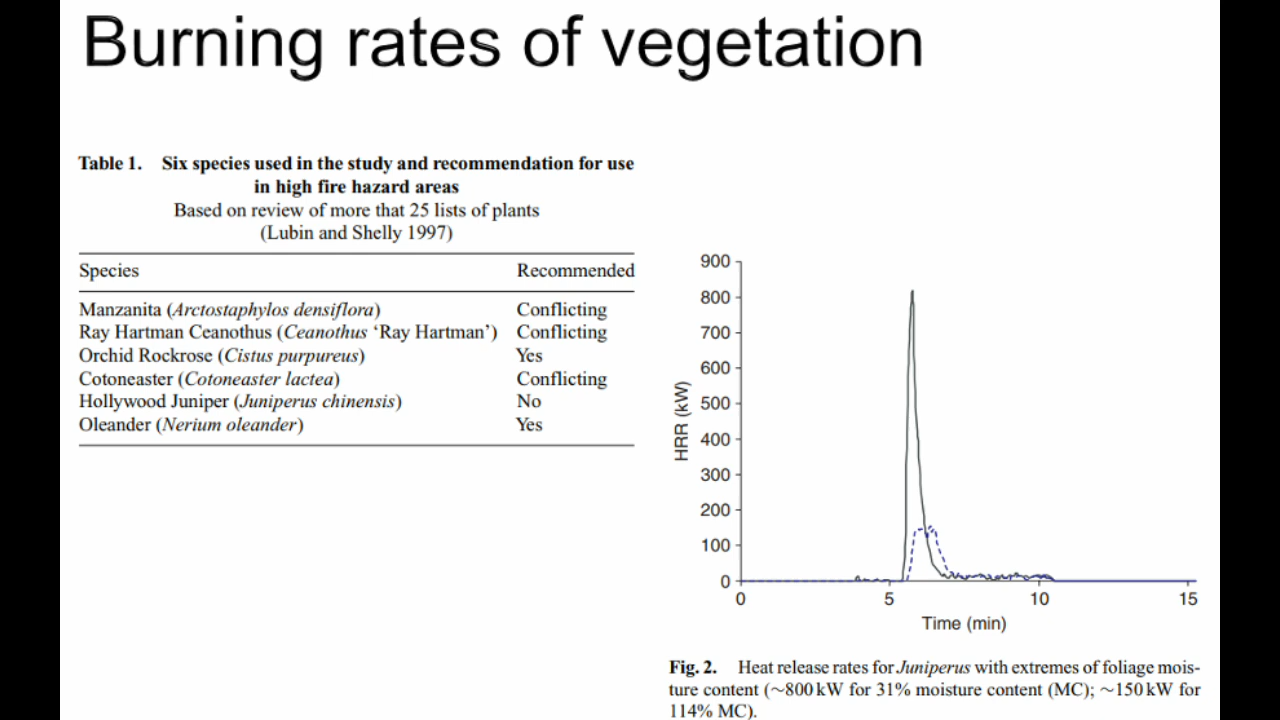 Burning rates of vegetation
Table 1. Six species used in the study and recommendation for use
in high fire hazard areas
Based on review of more that 25 lists of plants
(Lubin and Shelly 1997)
Species Recommended
Manzanita (Arctostaphylos densiflora) Conflicting
Ray Hartman Ceanothus (Ceanothus ‘Ray Hartman’) Conflicting
Orchid Rockrose (Cistus purpureus) Yes
Cotoneaster (Cotoneaster lactea) Conflicting
Hollywood Juniper (Juniperus chinensis) No
Oleander (Nerium oleander) Yes
900
800
700
600
500
400
300
200
100
0
HRR (kW)
0 5 10 15
Time (min)
Fig. 2. Heat release rates for Juniperus with extremes of foliage mois-
ture content (~800 kW for 31% moisture content (MC); ~150 kW for
114% MC).